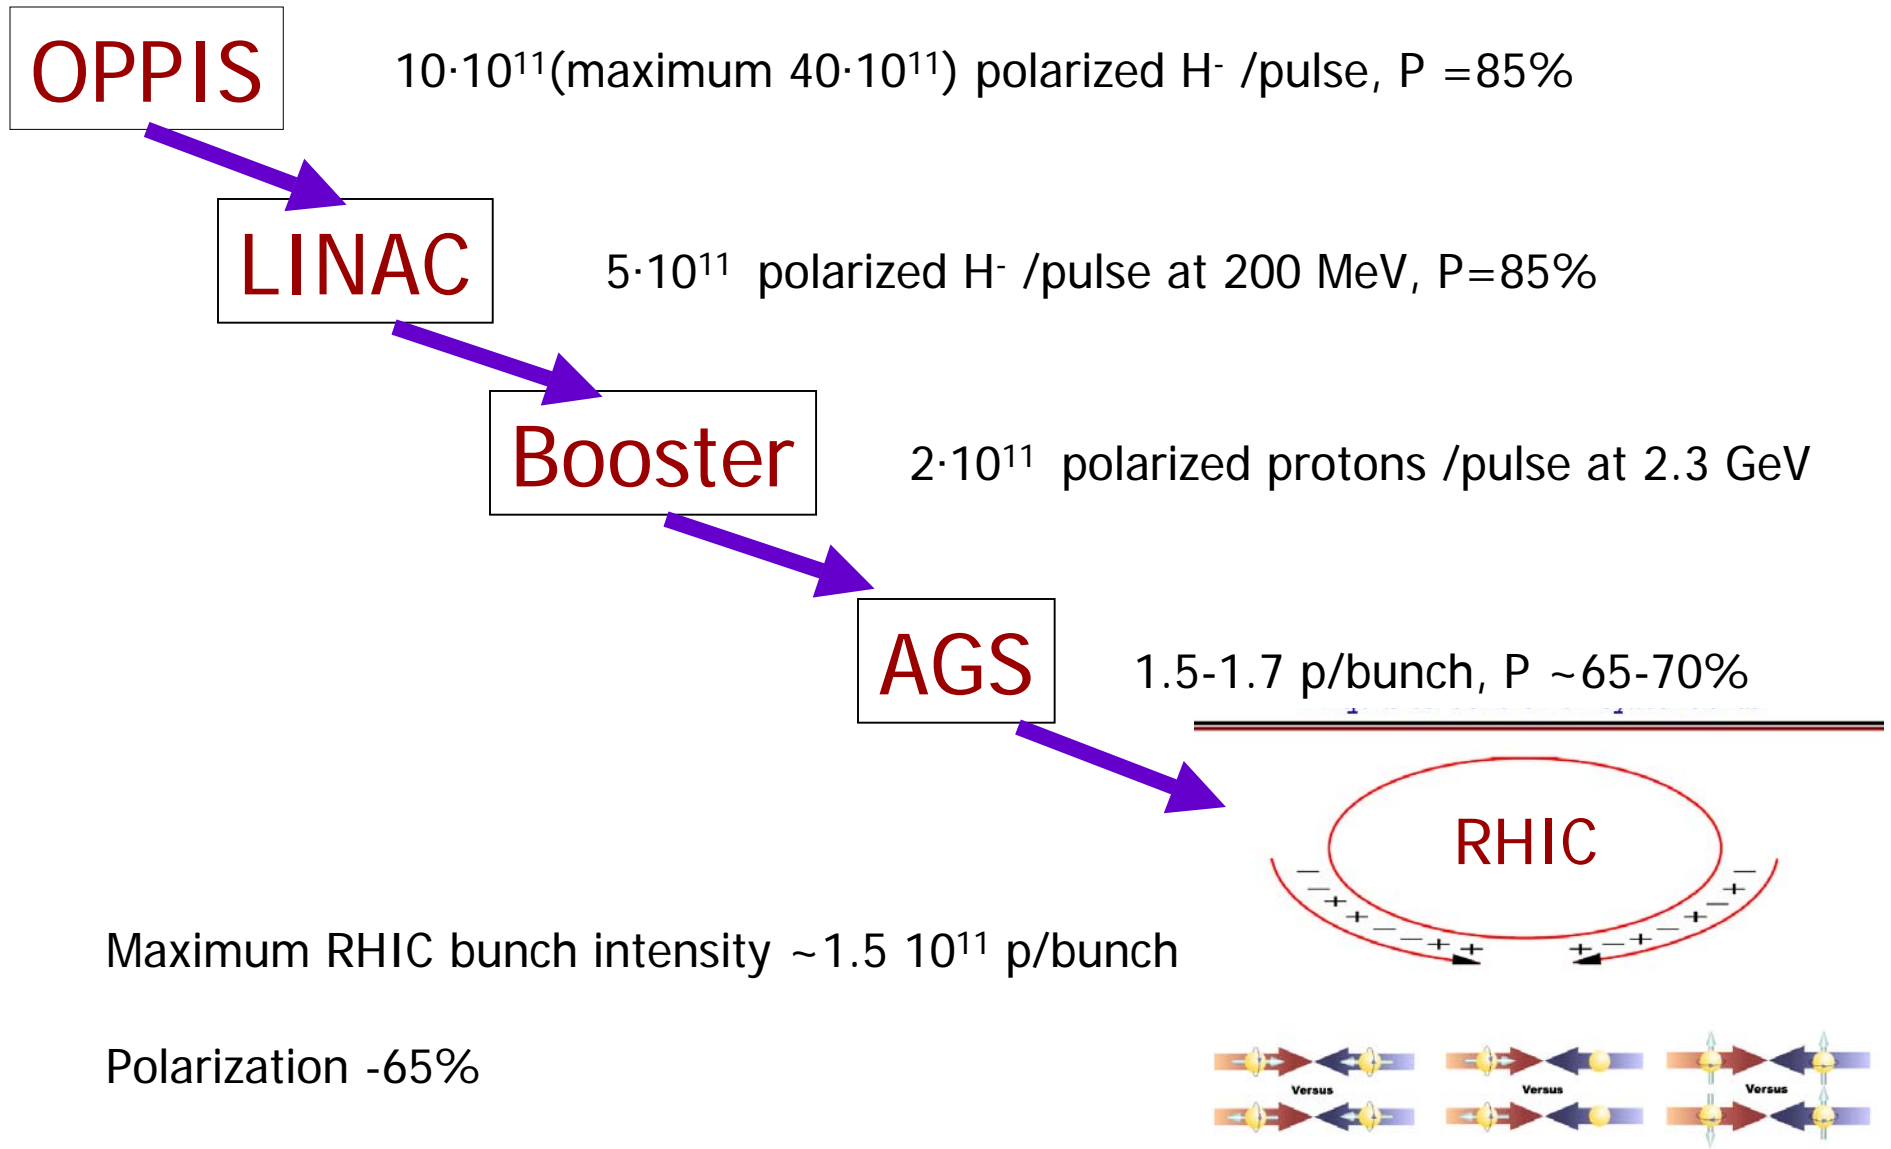 OPPIS
10·10¹¹(maximum 40·10¹¹) polarized H⁻ /pulse, P =85%
LINAC
5·10¹¹ polarized H⁻ /pulse at 200 MeV, P=85%
Booster
2·10¹¹ polarized protons /pulse at 2.3 GeV
AGS
1.5-1.7 p/bunch, P ~65-70%
RHIC
Maximum RHIC bunch intensity ~1.5 10¹¹ p/bunch
Polarization -65%
Versus Versus Versus